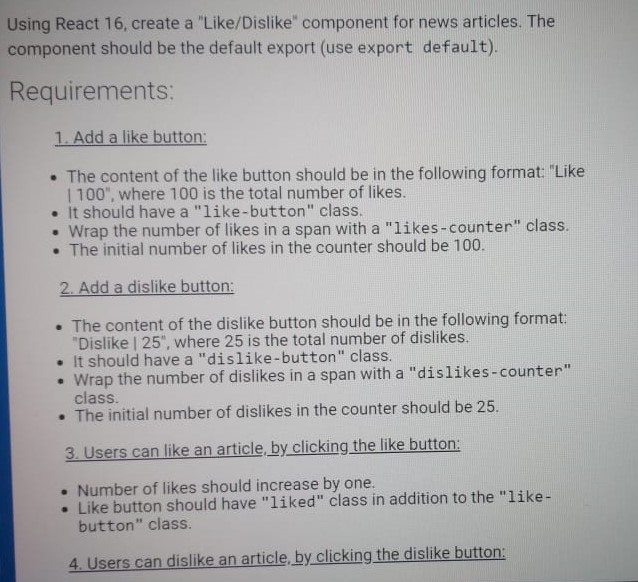 Using React 16, create a "Like/Dislike" component for news articles. The
component should be the default export (use export default).
Requirements:
1. Add a like button:
• The content of the like button should be in the following format: "Like
| 100", where 100 is the total number of likes.
• It should have a "like-button" class.
• Wrap the number of likes in a span with a "likes-counter" class.
• The initial number of likes in the counter should be 100.
2. Add a dislike button:
• The content of the dislike button should be in the following format:
"Dislike | 25", where 25 is the total number of dislikes.
• It should have a "dislike-button" class.
• Wrap the number of dislikes in a span with a "dislikes-counter"
class.
• The initial number of dislikes in the counter should be 25.
3. Users can like an article, by clicking the like button:
• Number of likes should increase by one.
• Like button should have "liked" class in addition to the "like-
button" class.
4. Users can dislike an article, by clicking the dislike button: